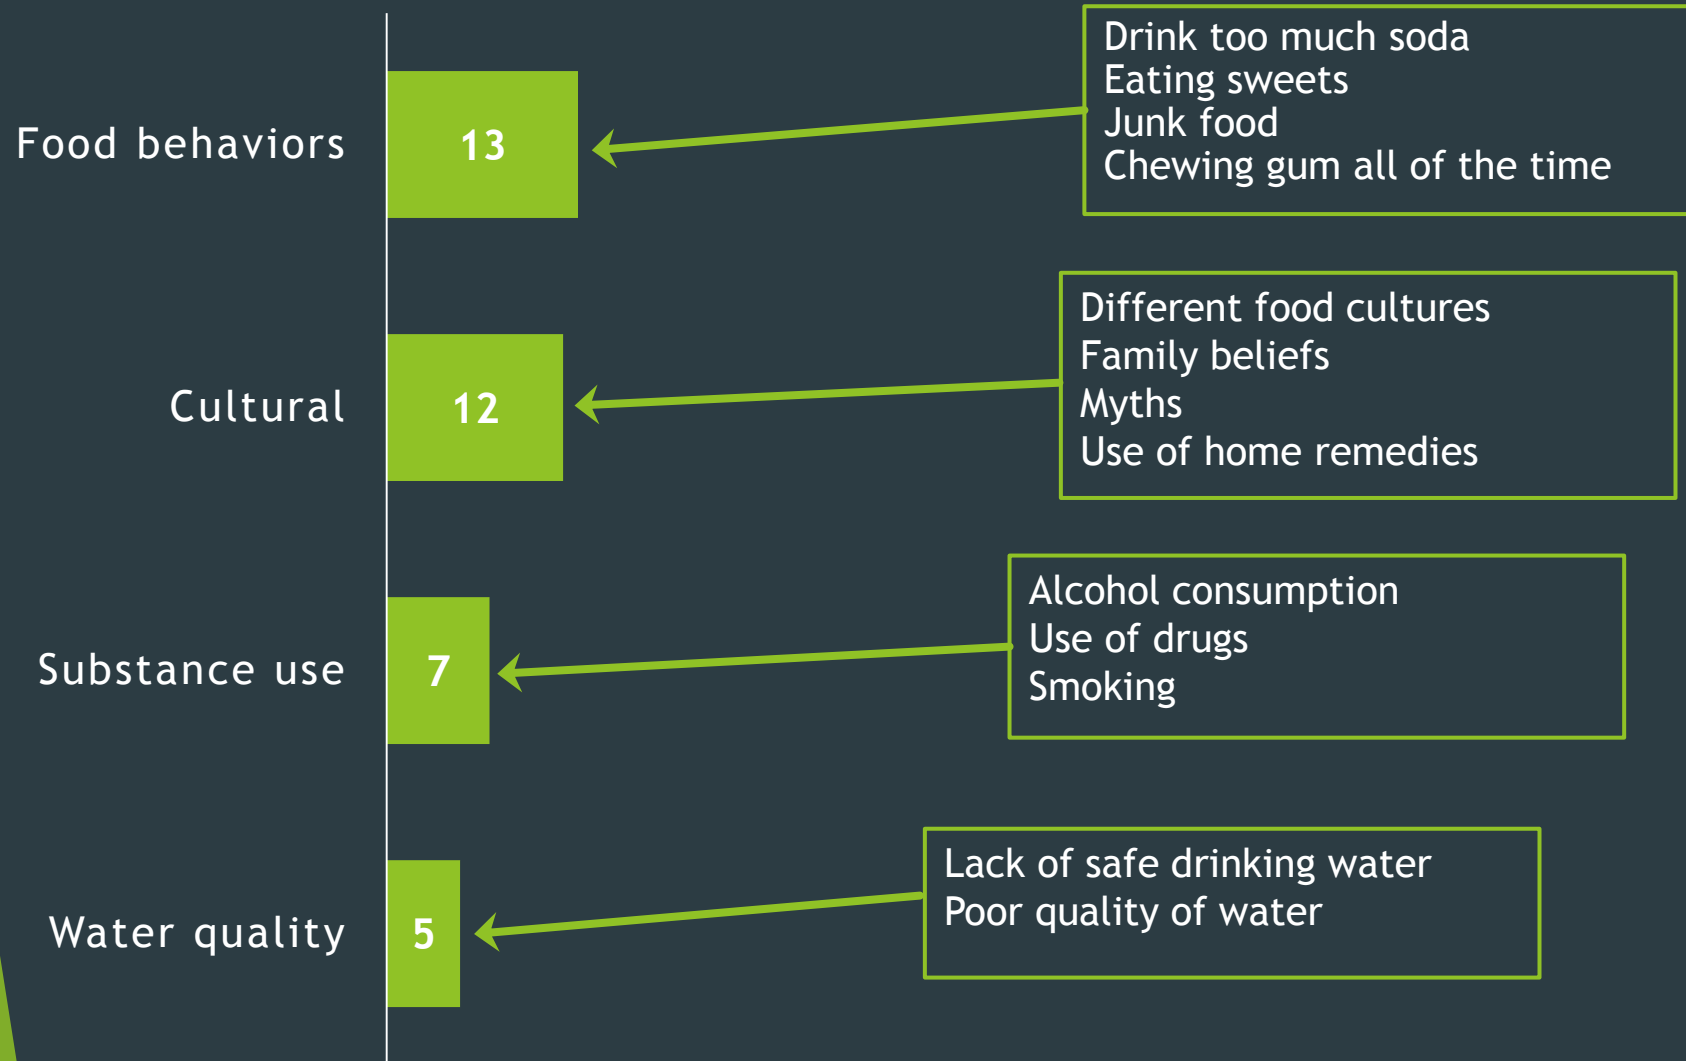 Food behaviors
13
Drink too much soda
Eating sweets
Junk food
Chewing gum all of the time
Cultural
12
Different food cultures
Family beliefs
Myths
Use of home remedies
Substance use
7
Alcohol consumption
Use of drugs
Smoking
Water quality
5
Lack of safe drinking water
Poor quality of water